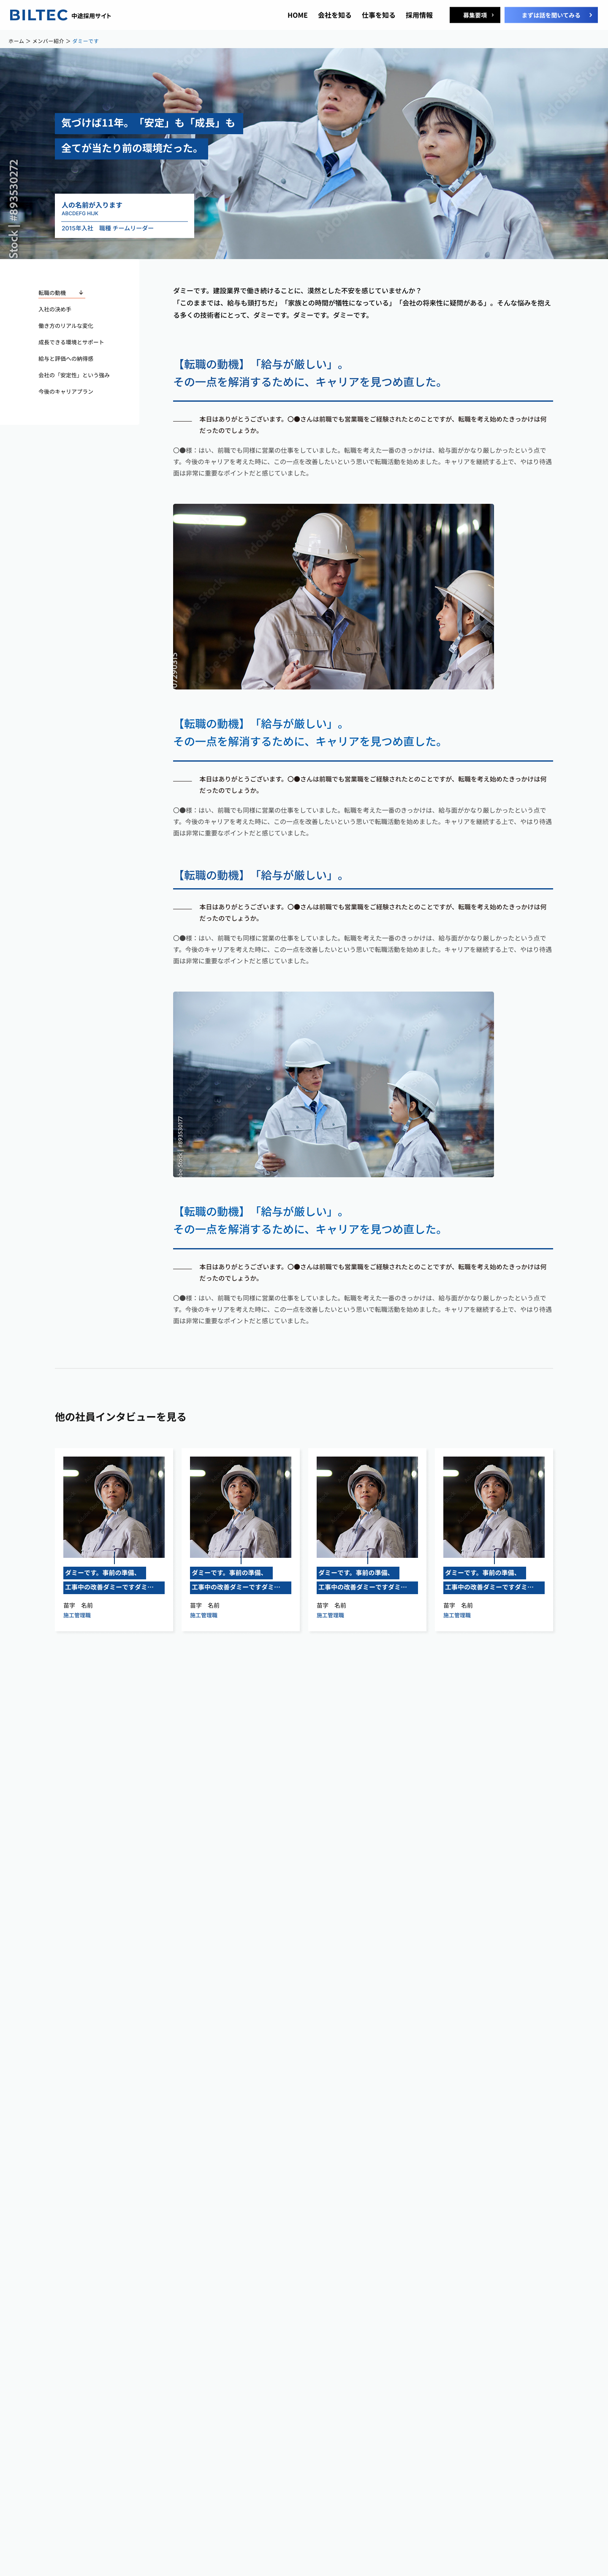 BILTEC 中途採用サイト
HOME 会社を知る 仕事を知る 採用情報 募集要項 まずは話を聞いてみる
ホーム ＞ メンバー紹介 ＞ ダミーです
気づけば11年。「安定」も「成長」も
全てが当たり前の環境だった。
人の名前が入ります
ABCDEFG HIJK
2015年入社 職種 チームリーダー
Stock | #893530272
転職の動機
入社の決め手
働き方のリアルな変化
成長できる環境とサポート
給与と評価への納得感
会社の「安定性」という強み
今後のキャリアプラン
ダミーです。建設業界で働き続けることに、漠然とした不安を感じていませんか？
「このままでは、給与も頭打ちだ」「家族との時間が犠牲になっている」「会社の将来性に疑問がある」。そんな悩みを抱え
る多くの技術者にとって、ダミーです。ダミーです。ダミーです。
【転職の動機】「給与が厳しい」。
その一点を解消するために、キャリアを見つめ直した。
本日はありがとうございます。〇●さんは前職でも営業職をご経験されたとのことですが、転職を考え始めたきっかけは何
だったのでしょうか。
〇●様：はい、前職でも同様に営業の仕事をしていました。転職を考えた一番のきっかけは、給与面がかなり厳しかったという点で
す。今後のキャリアを考えた時に、この一点を改善したいという思いで転職活動を始めました。キャリアを継続する上で、やはり待遇
面は非常に重要なポイントだと感じていました。
Adobe Stock
【転職の動機】「給与が厳しい」。
その一点を解消するために、キャリアを見つめ直した。
本日はありがとうございます。〇●さんは前職でも営業職をご経験されたとのことですが、転職を考え始めたきっかけは何
だったのでしょうか。
〇●様：はい、前職でも同様に営業の仕事をしていました。転職を考えた一番のきっかけは、給与面がかなり厳しかったという点で
す。今後のキャリアを考えた時に、この一点を改善したいという思いで転職活動を始めました。キャリアを継続する上で、やはり待遇
面は非常に重要なポイントだと感じていました。
【転職の動機】「給与が厳しい」。
本日はありがとうございます。〇●さんは前職でも営業職をご経験されたとのことですが、転職を考え始めたきっかけは何
だったのでしょうか。
〇●様：はい、前職でも同様に営業の仕事をしていました。転職を考えた一番のきっかけは、給与面がかなり厳しかったという点で
す。今後のキャリアを考えた時に、この一点を改善したいという思いで転職活動を始めました。キャリアを継続する上で、やはり待遇
面は非常に重要なポイントだと感じていました。
【転職の動機】「給与が厳しい」。
その一点を解消するために、キャリアを見つめ直した。
本日はありがとうございます。〇●さんは前職でも営業職をご経験されたとのことですが、転職を考え始めたきっかけは何
だったのでしょうか。
〇●様：はい、前職でも同様に営業の仕事をしていました。転職を考えた一番のきっかけは、給与面がかなり厳しかったという点で
す。今後のキャリアを考えた時に、この一点を改善したいという思いで転職活動を始めました。キャリアを継続する上で、やはり待遇
面は非常に重要なポイントだと感じていました。
他の社員インタビューを見る
ダミーです。事前の準備、
工事中の改善ダミーですダミ…
苗字 名前
施工管理職
ダミーです。事前の準備、
工事中の改善ダミーですダミ…
苗字 名前
施工管理職
ダミーです。事前の準備、
工事中の改善ダミーですダミ…
苗字 名前
施工管理職
ダミーです。事前の準備、
工事中の改善ダミーですダミ…
苗字 名前
施工管理職